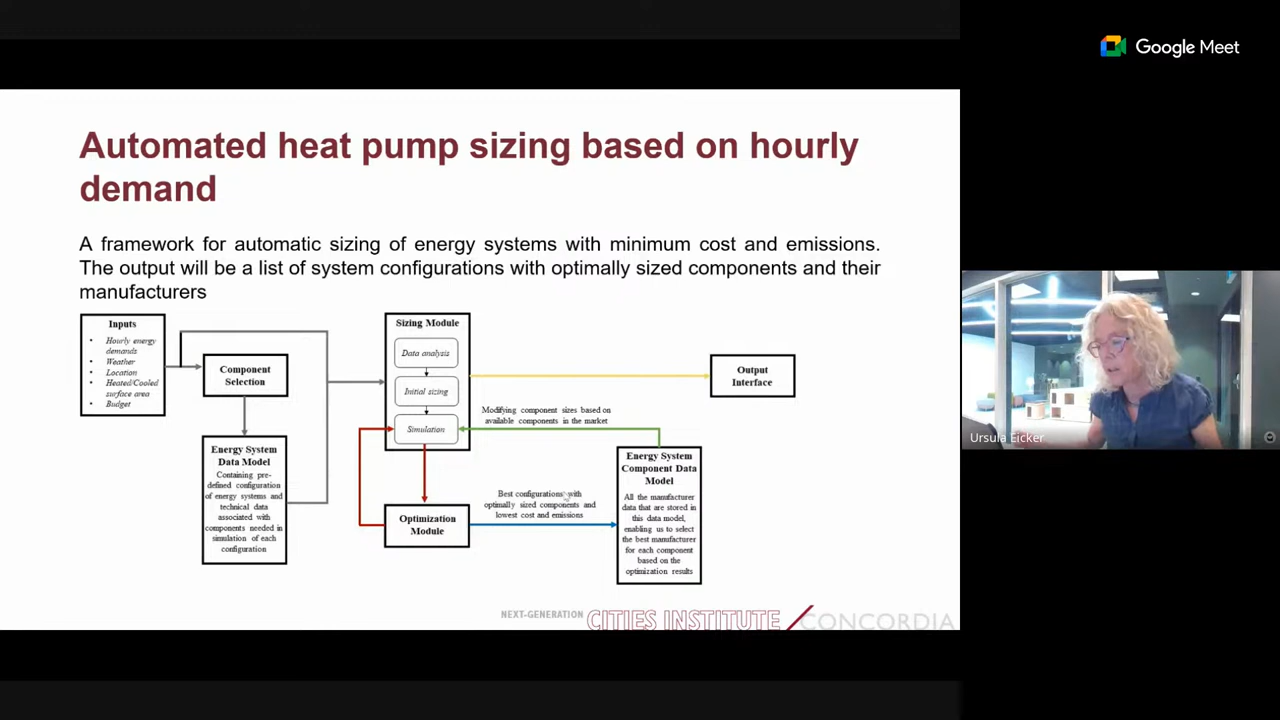 Google Meet
Automated heat pump sizing based on hourly
demand
A framework for automatic sizing of energy systems with minimum cost and emissions.
The output will be a list of system configurations with optimally sized components and their
manufacturers
Inputs
• Hourly energy
demands
• Weather
• Location
• Heated/Cooled
surface area
• Budget
Component
Selection
Energy System
Data Model
Containing pre-
defined configuration
of energy systems and
technical data
associated with
components needed in
simulation of each
configuration
Sizing Module
Data analysis
Initial sizing
Simulation
Optimization
Module
Modifying component sizes based on
available components in the market
Best configurations with
optimally sized components and
lowest cost and emissions
Output
Interface
Energy System
Component Data
Model
All the manufacturer
data that are stored in
this data model,
enabling us to select
the best manufacturer
for each component
based on the
optimization results
NEXT-GENERATION CITIES INSTITUTE / CONCORDIA
Ursula Eicker